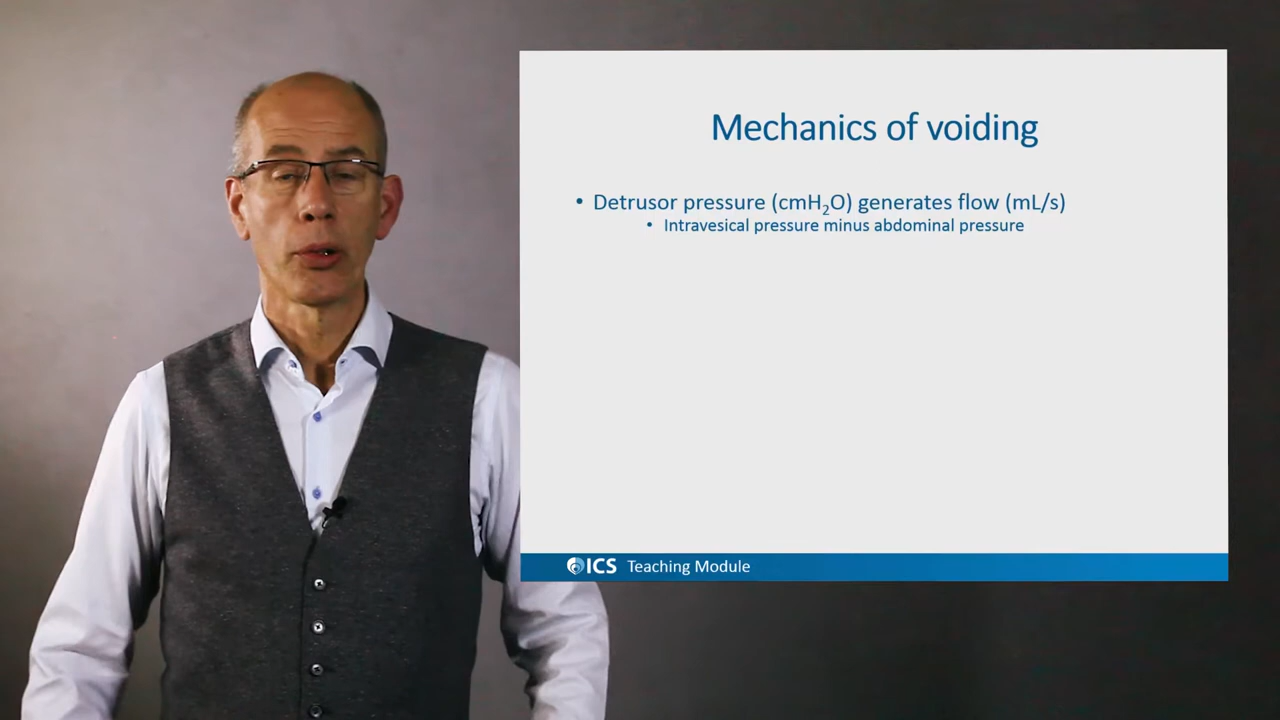 Mechanics of voiding
• Detrusor pressure (cmH₂O) generates flow (mL/s)
• Intravesical pressure minus abdominal pressure
ICS Teaching Module